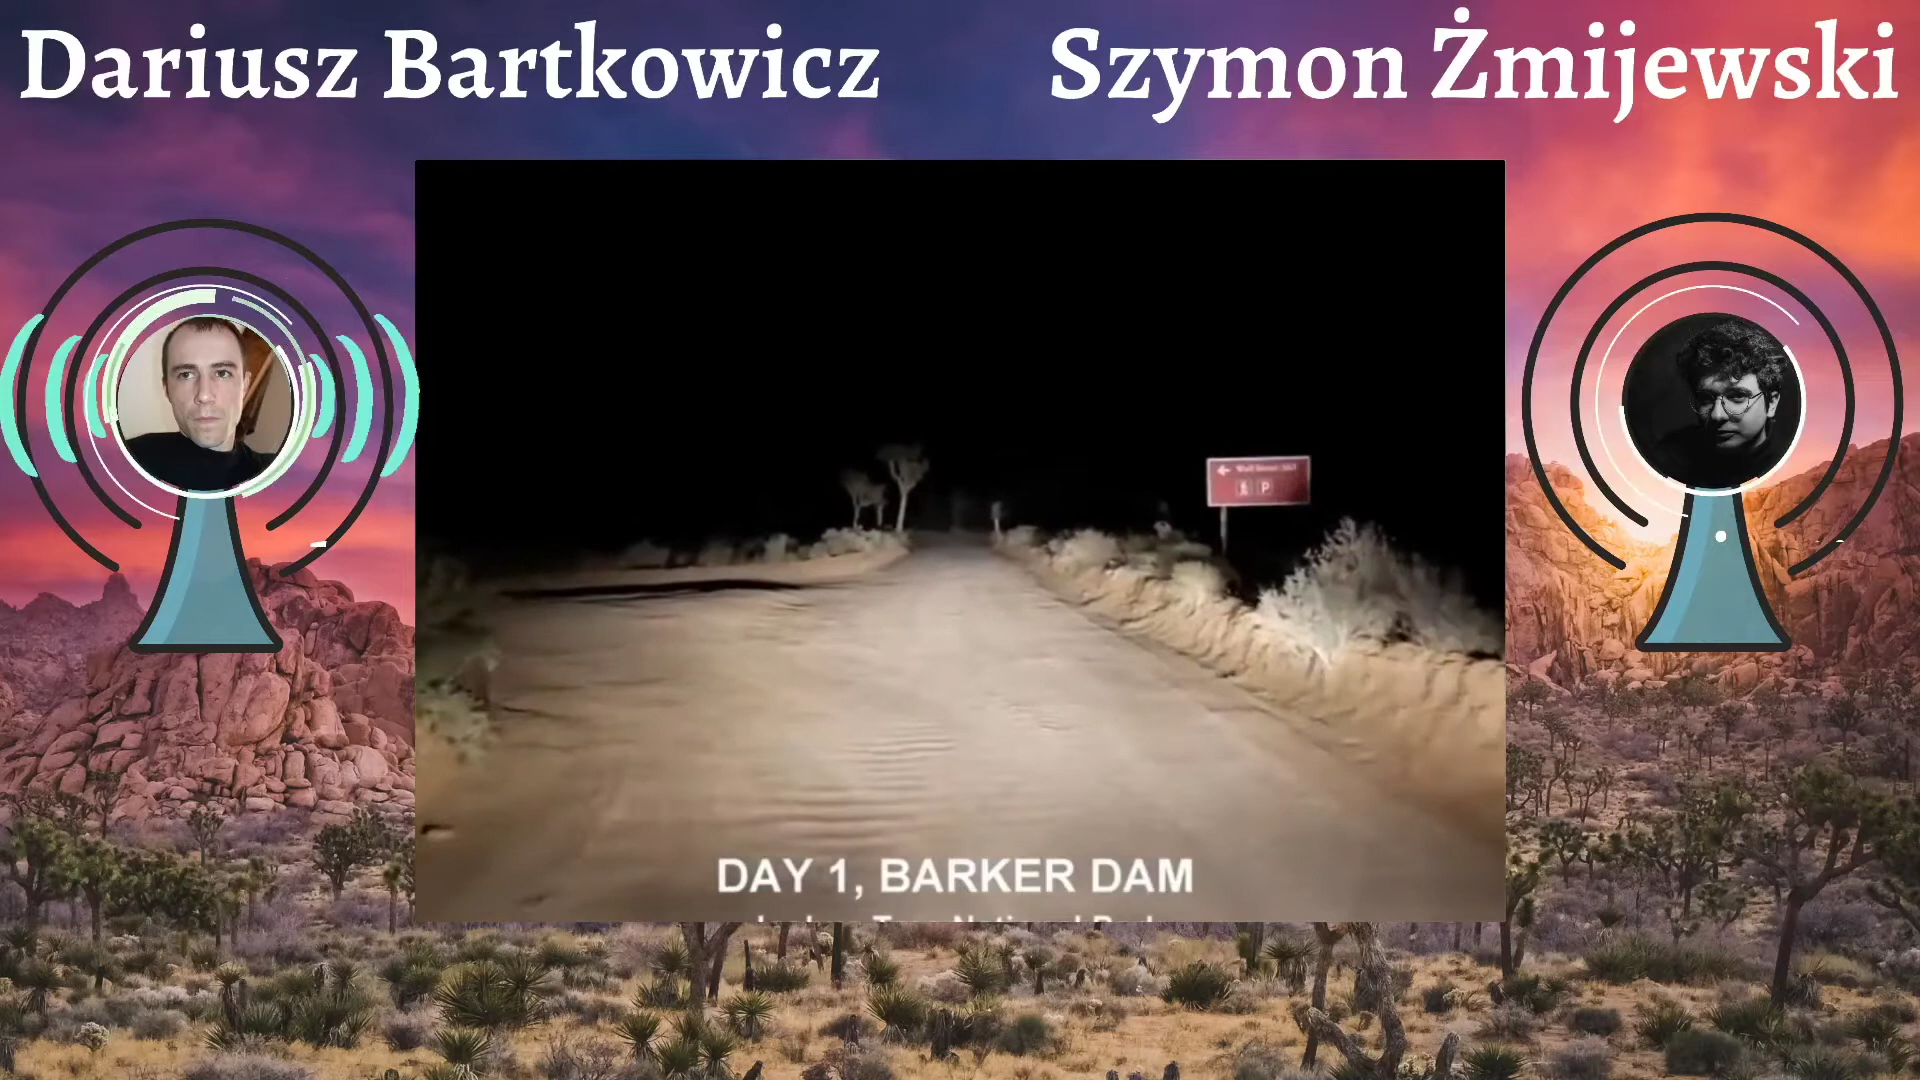 Dariusz Bartkowicz
Szymon Żmijewski
P
DAY 1, BARKER DAM